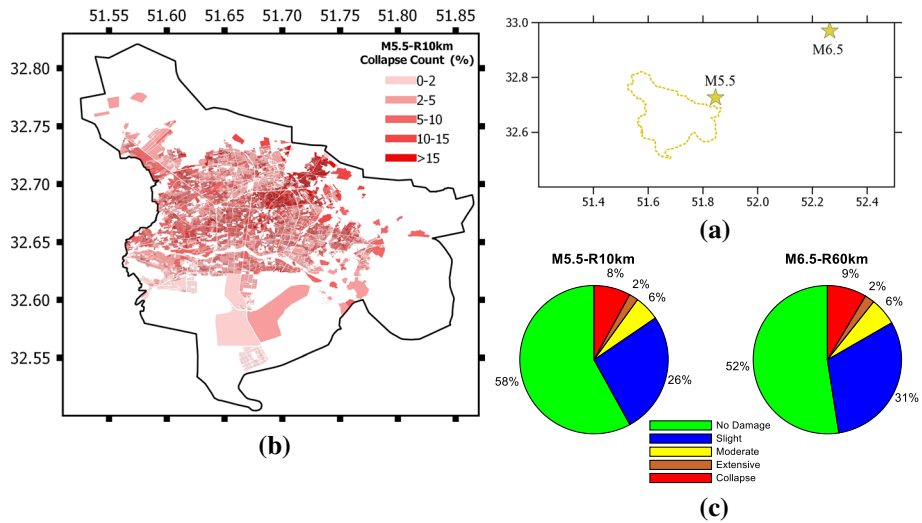 51.55 51.60 51.65 51.70 51.75 51.80 51.85
32.80
32.75
32.70
32.65
32.60
32.55
M5.5-R10km
Collapse Count (%)
0-2
2-5
5-10
10-15
>15
(b)
33.0
32.8
32.6
M6.5
M5.5
51.4 51.6 51.8 52.0 52.2 52.4
(a)
M5.5-R10km
8%
2%
6%
26%
58%
M6.5-R60km
9%
2%
6%
31%
52%
No Damage
Slight
Moderate
Extensive
Collapse
(c)